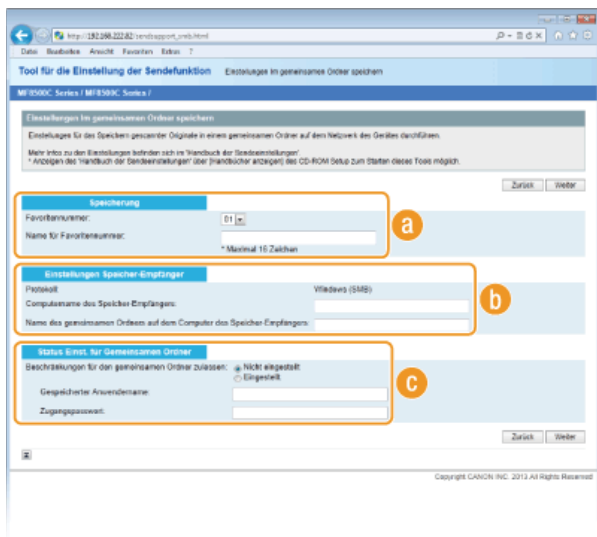 http://192.168.222.82/sendsupport_smb.html
Datei Bearbeiten Ansicht Favoriten Extras ?
Tool für die Einstellung der Sendefunktion Einstellungen im gemeinsamen Ordner speichern
MF8500C Series / MF8500C Series /
Einstellungen im gemeinsamen Ordner speichern
Einstellungen für das Speichern gescannter Originale in einem gemeinsamen Ordner auf dem Netzwerk des Gerätes durchführen.
Mehr Infos zu den Einstellungen befinden sich im 'Handbuch der Sendeeinstellungen'.
* Anzeigen des 'Handbuch der Sendeeinstellungen' über [Handbücher anzeigen] des CD-ROM Setup zum Starten dieses Tools möglich.
Zurück Weiter
Speicherung
Favoritennummer: 01
Name für Favoritennummer:
* Maximal 16 Zeichen
a
Einstellungen Speicher-Empfänger
Protokoll: Windows (SMB)
Computername des Speicher-Empfängers:
Name des gemeinsamen Ordners auf dem Computer des Speicher-Empfängers:
b
Status Einst. für Gemeinsamen Ordner
Beschränkungen für den gemeinsamen Ordner zulassen: Nicht eingestellt
Eingestellt
Gespeicherter Anwendername:
Zugangspasswort:
c
Zurück Weiter
Copyright CANON INC. 2013 All Rights Reserved